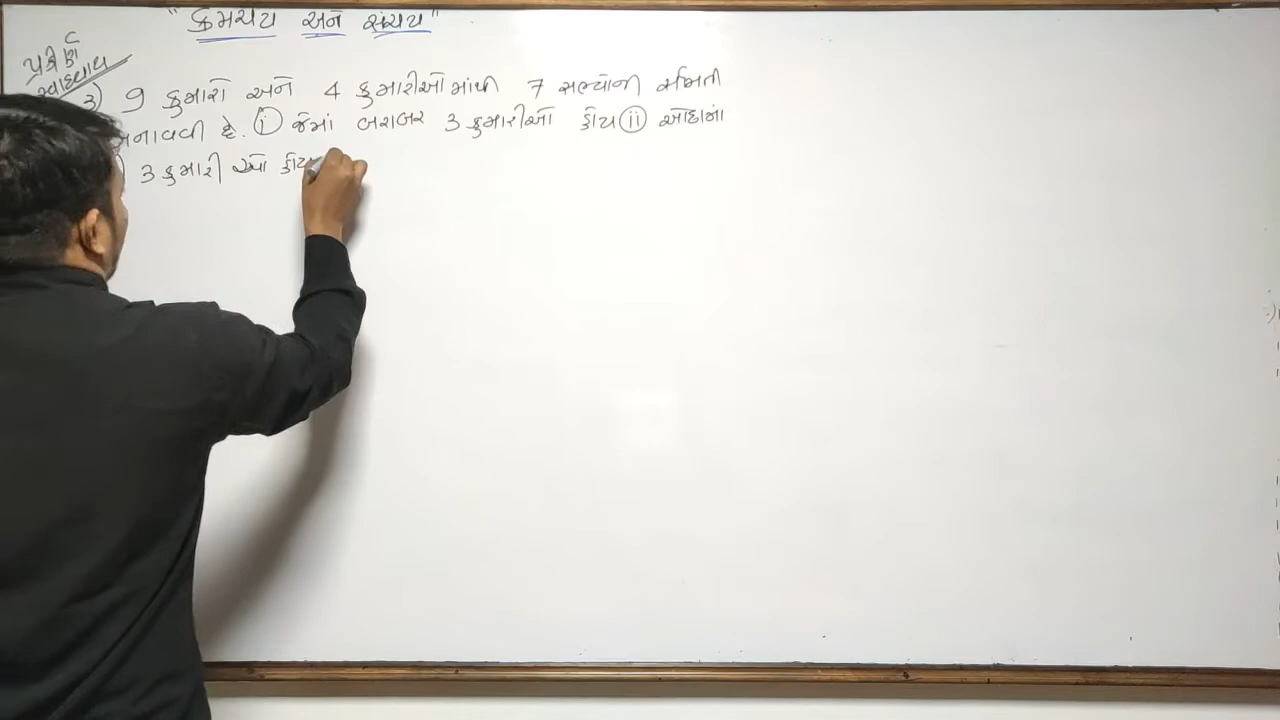 "ક્રમચય અને સંચય"
પ્રકીર્ણ
સ્વાધ્યાય
3) 9 કુમારો અને 4 કુમારીઓમાંથી 7 સભ્યોની સમિતી
બનાવવી છે. (i) જેમાં બરાબર 3 કુમારીઓ હોય (ii) ઓછામાં
3 કુમારીઓ હોય